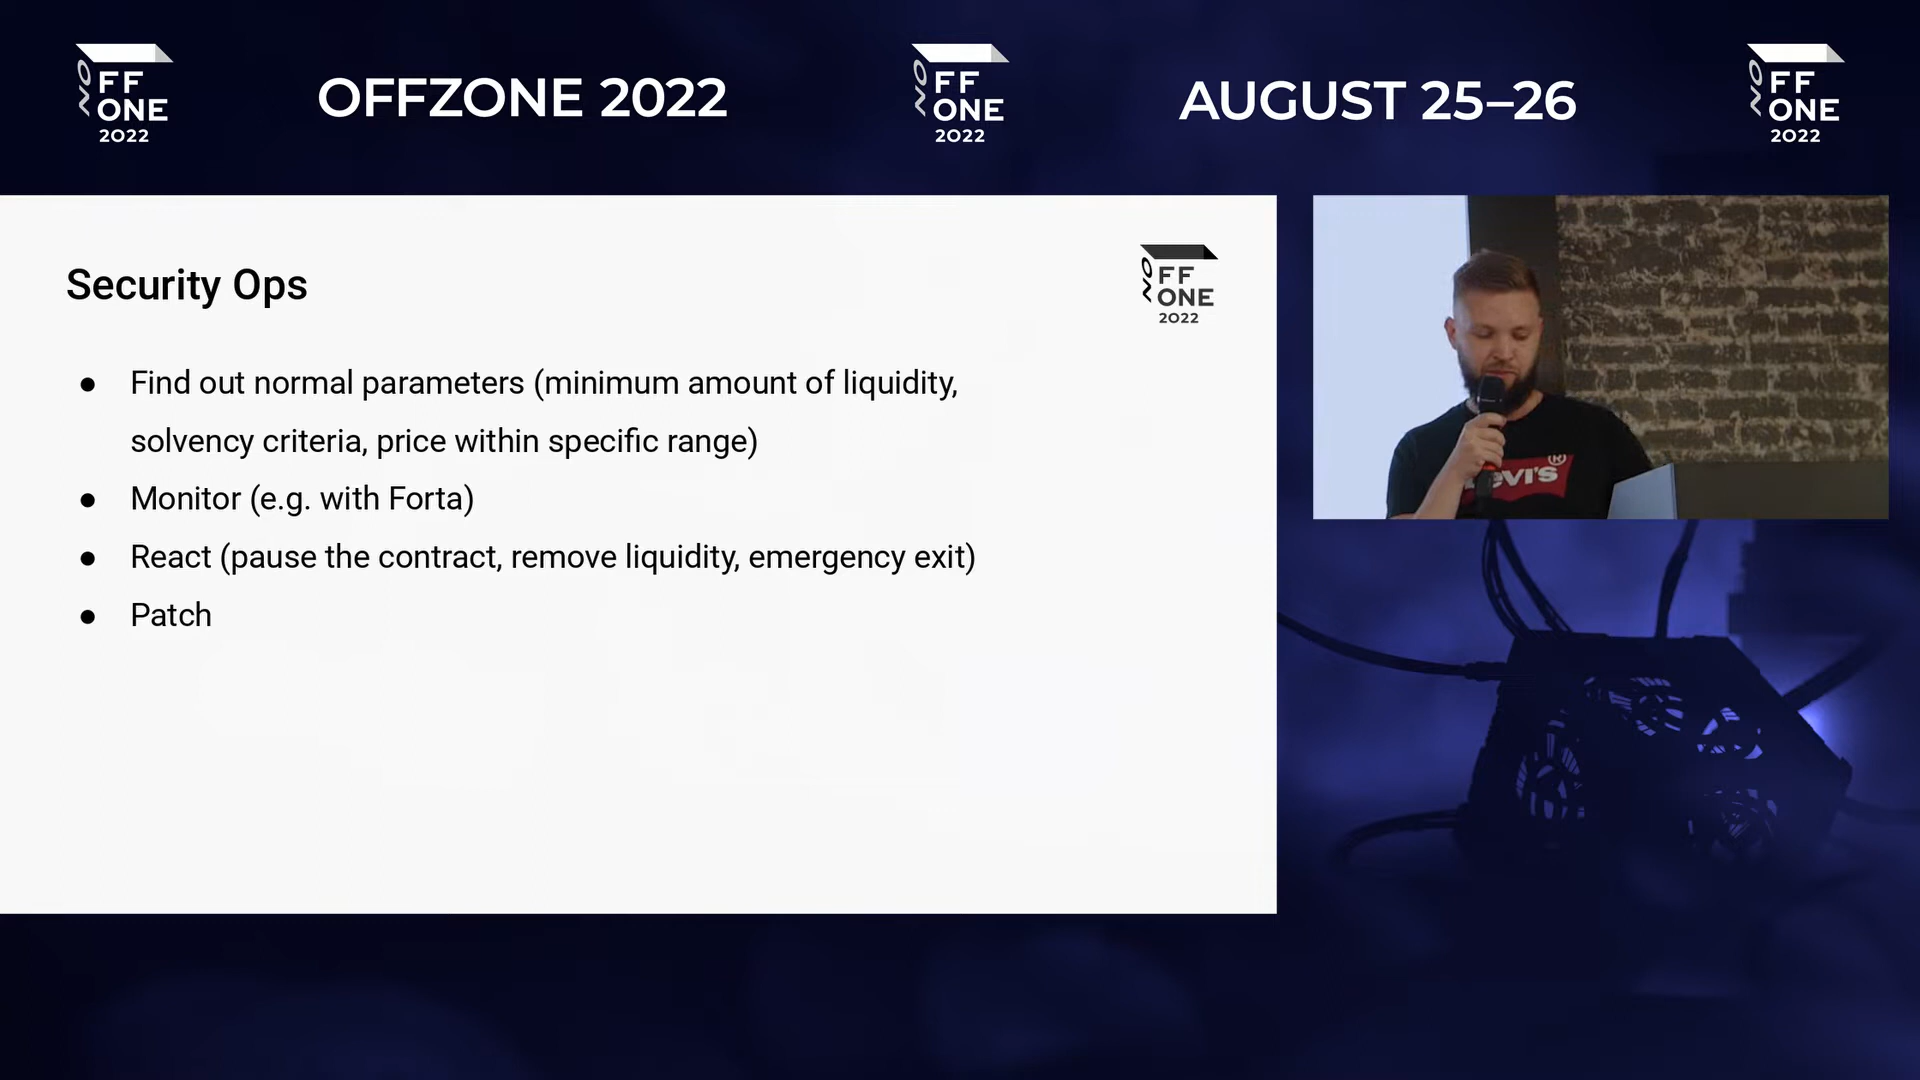 OFF
ZONE
2022
OFFZONE 2022
OFF
ZONE
2022
AUGUST 25–26
OFF
ZONE
2022
Security Ops
OFF
ZONE
2022
● Find out normal parameters (minimum amount of liquidity,
solvency criteria, price within specific range)
● Monitor (e.g. with Forta)
● React (pause the contract, remove liquidity, emergency exit)
● Patch
Levi's®